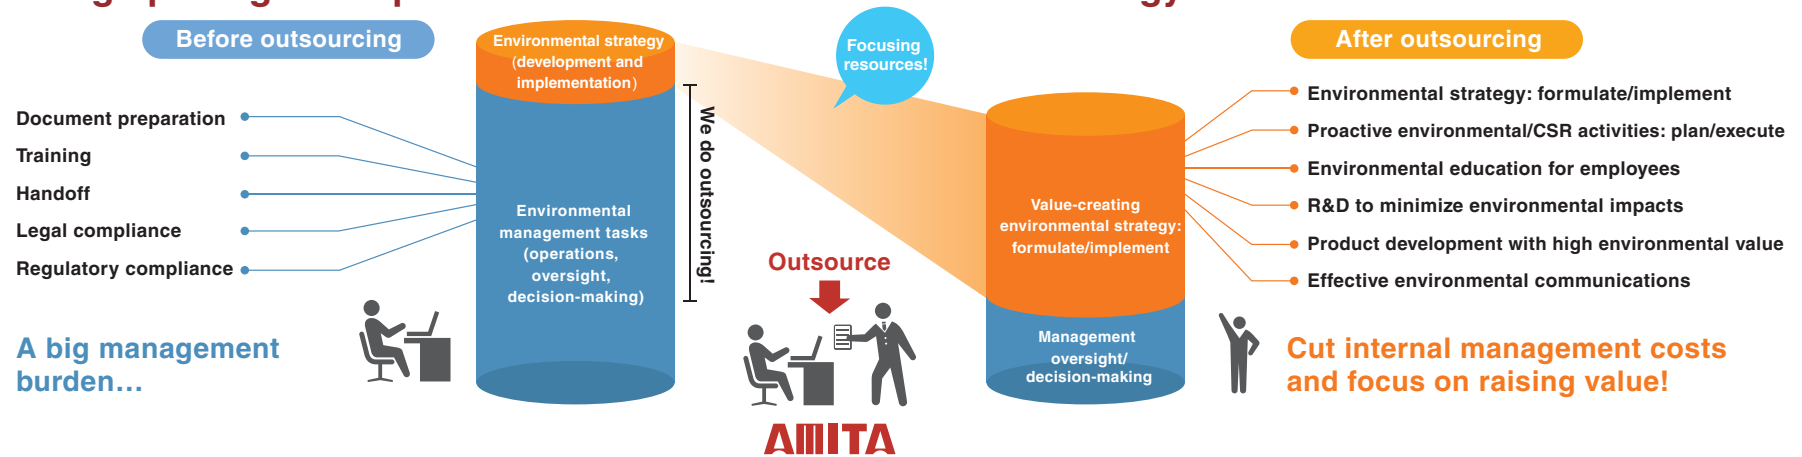 Before outsourcing
Document preparation
Training
Handoff
Legal compliance
Regulatory compliance
A big management
burden…
Environmental strategy
(development and
implementation)
Environmental
management tasks
(operations,
oversight,
decision-making)
We do outsourcing!
Focusing
resources!
Outsource
AMITA
Value-creating
environmental strategy:
formulate/implement
Management
oversight/
decision-making
After outsourcing
Environmental strategy: formulate/implement
Proactive environmental/CSR activities: plan/execute
Environmental education for employees
R&D to minimize environmental impacts
Product development with high environmental value
Effective environmental communications
Cut internal management costs
and focus on raising value!